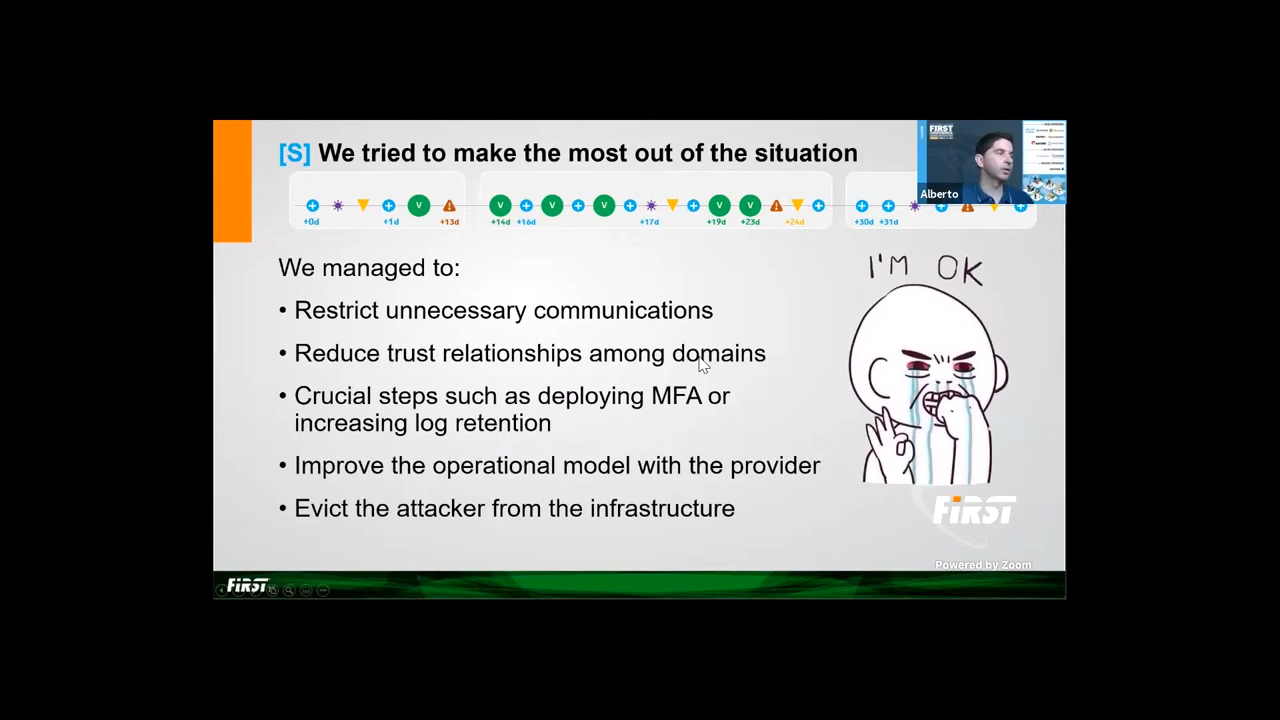 [S] We tried to make the most out of the situation
FIRST
Alberto
V
V
V
V
V
V
+0d
+1d
+13d
+14d
+16d
+17d
+19d
+23d
+24d
+30d
+31d
We managed to:
• Restrict unnecessary communications
• Reduce trust relationships among domains
• Crucial steps such as deploying MFA or
increasing log retention
• Improve the operational model with the provider
• Evict the attacker from the infrastructure
I'M OK
FiRST
Powered by Zoom
FiRST